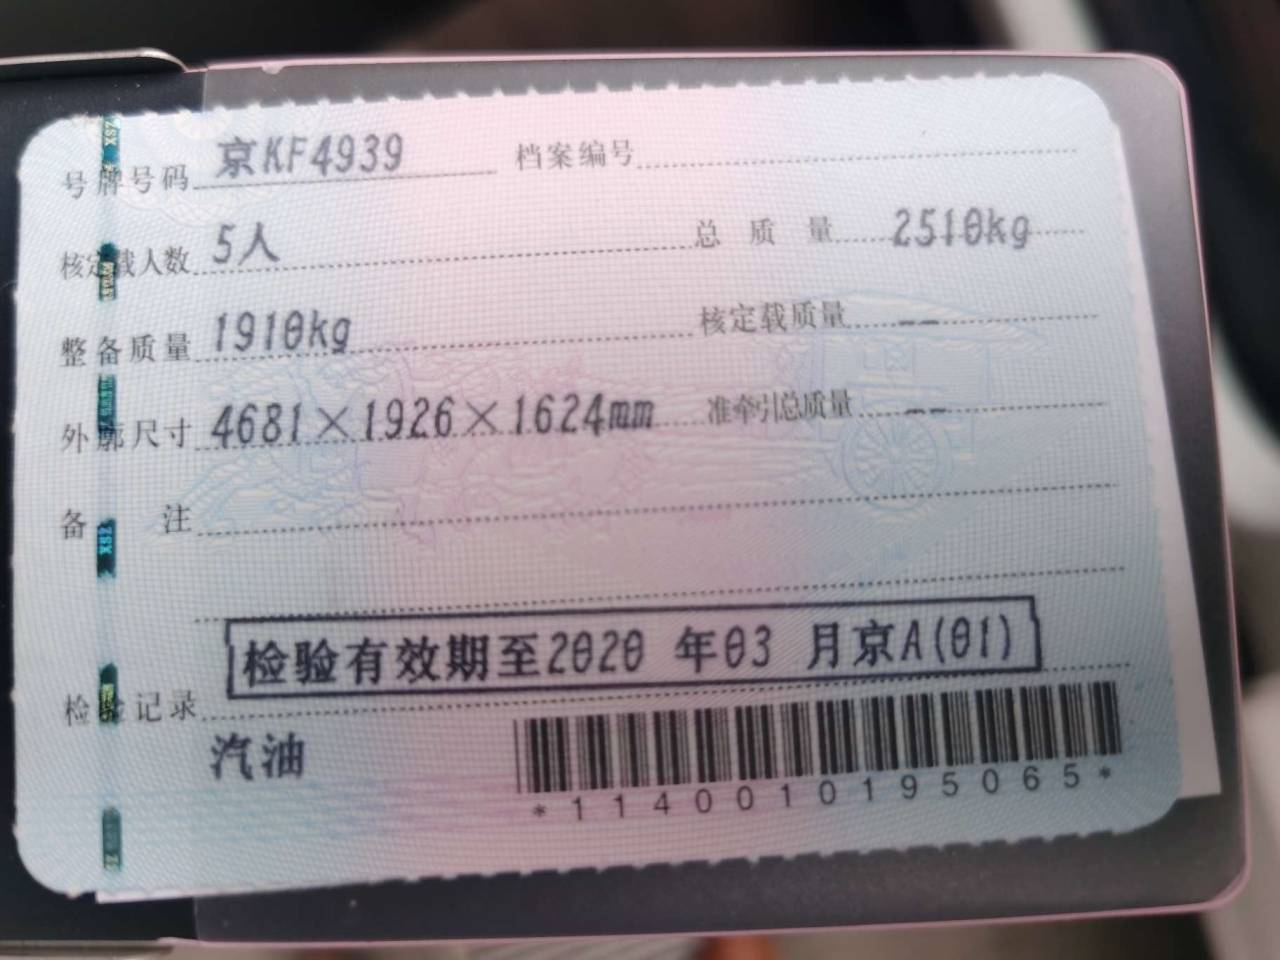 号牌号码 京KF4939 档案编号
核定载人数 5人 总质量 2510kg
整备质量 1910kg 核定载质量 --
外廓尺寸 4681×1926×1624mm 准牵引总质量 --
备注
检验有效期至2020 年03 月京A(01)
检验记录
汽油
*1140010195065*